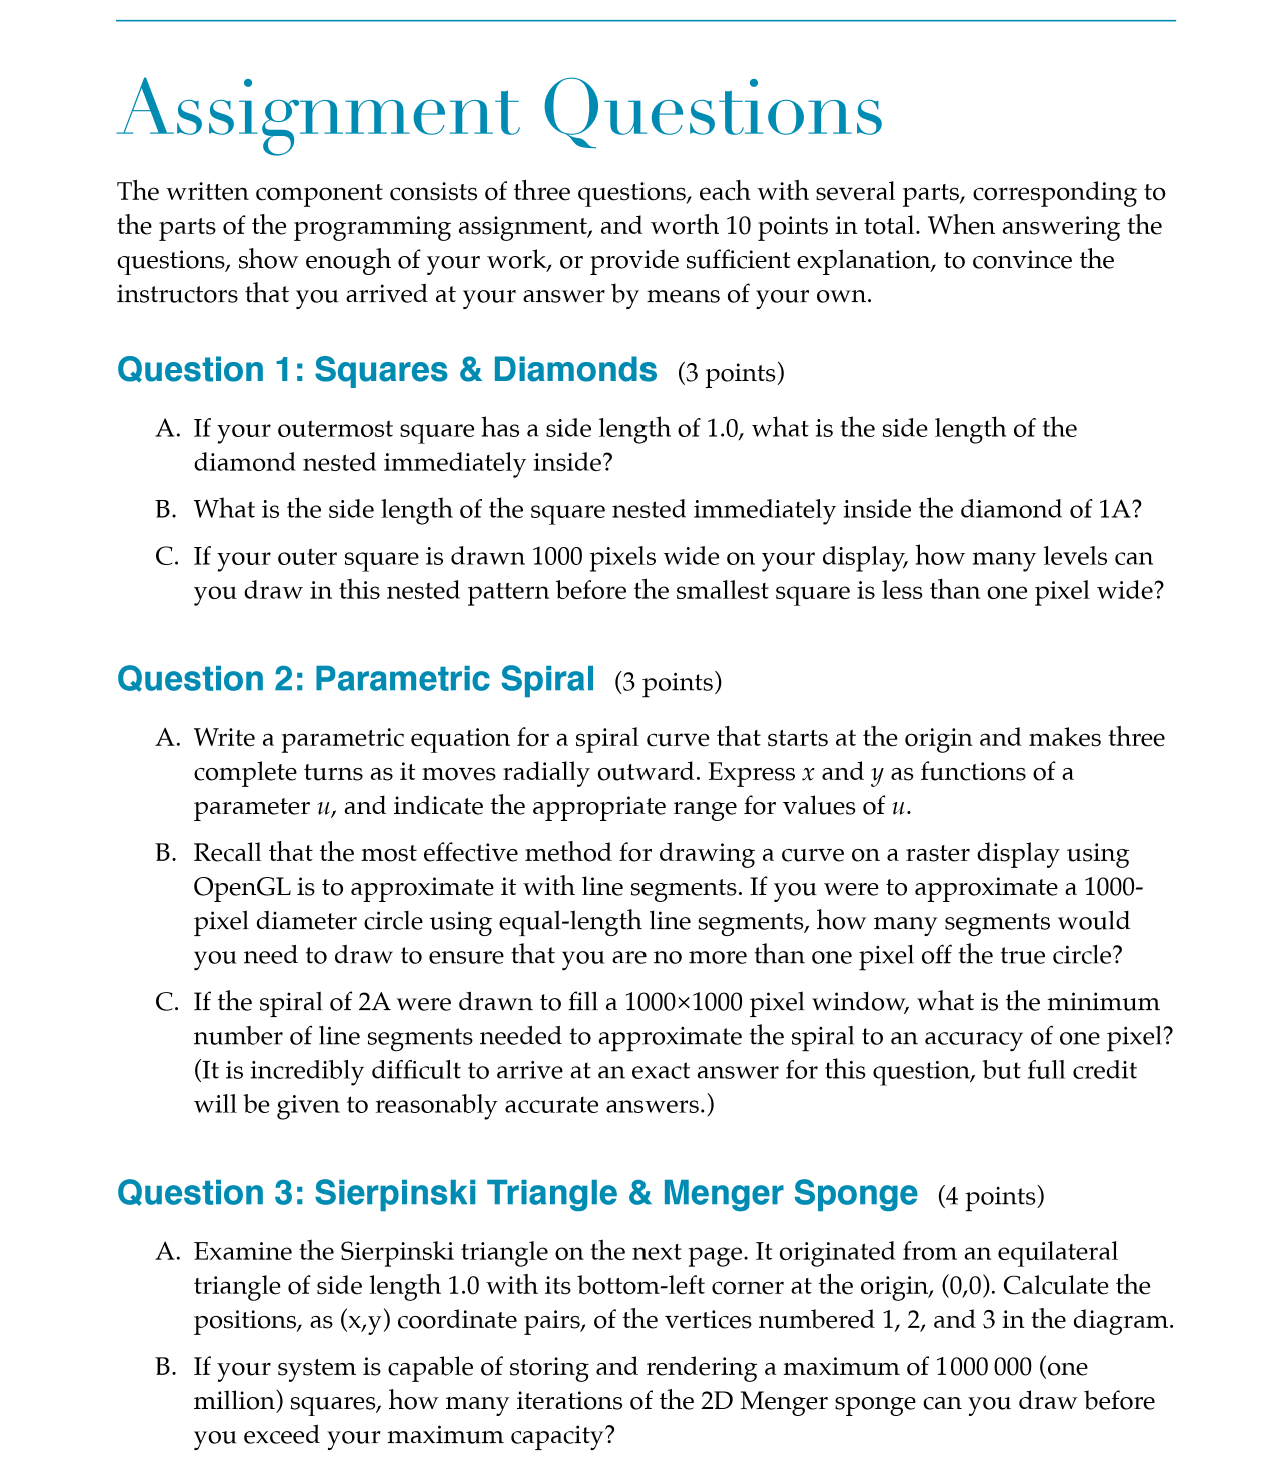 Assignment Questions
The written component consists of three questions, each with several parts, corresponding to
the parts of the programming assignment, and worth 10 points in total. When answering the
questions, show enough of your work, or provide sufficient explanation, to convince the
instructors that you arrived at your answer by means of your own.
Question 1: Squares & Diamonds (3 points)
A. If your outermost square has a side length of 1.0, what is the side length of the
diamond nested immediately inside?
B. What is the side length of the square nested immediately inside the diamond of 1A?
C. If your outer square is drawn 1000 pixels wide on your display, how many levels can
you draw in this nested pattern before the smallest square is less than one pixel wide?
Question 2: Parametric Spiral (3 points)
A. Write a parametric equation for a spiral curve that starts at the origin and makes three
complete turns as it moves radially outward. Express x and y as functions of a
parameter u, and indicate the appropriate range for values of u.
B. Recall that the most effective method for drawing a curve on a raster display using
OpenGL is to approximate it with line segments. If you were to approximate a 1000-
pixel diameter circle using equal-length line segments, how many segments would
you need to draw to ensure that you are no more than one pixel off the true circle?
C. If the spiral of 2A were drawn to fill a 1000×1000 pixel window, what is the minimum
number of line segments needed to approximate the spiral to an accuracy of one pixel?
(It is incredibly difficult to arrive at an exact answer for this question, but full credit
will be given to reasonably accurate answers.)
Question 3: Sierpinski Triangle & Menger Sponge (4 points)
A. Examine the Sierpinski triangle on the next page. It originated from an equilateral
triangle of side length 1.0 with its bottom-left corner at the origin, (0,0). Calculate the
positions, as (x,y) coordinate pairs, of the vertices numbered 1, 2, and 3 in the diagram.
B. If your system is capable of storing and rendering a maximum of 1 000 000 (one
million) squares, how many iterations of the 2D Menger sponge can you draw before
you exceed your maximum capacity?